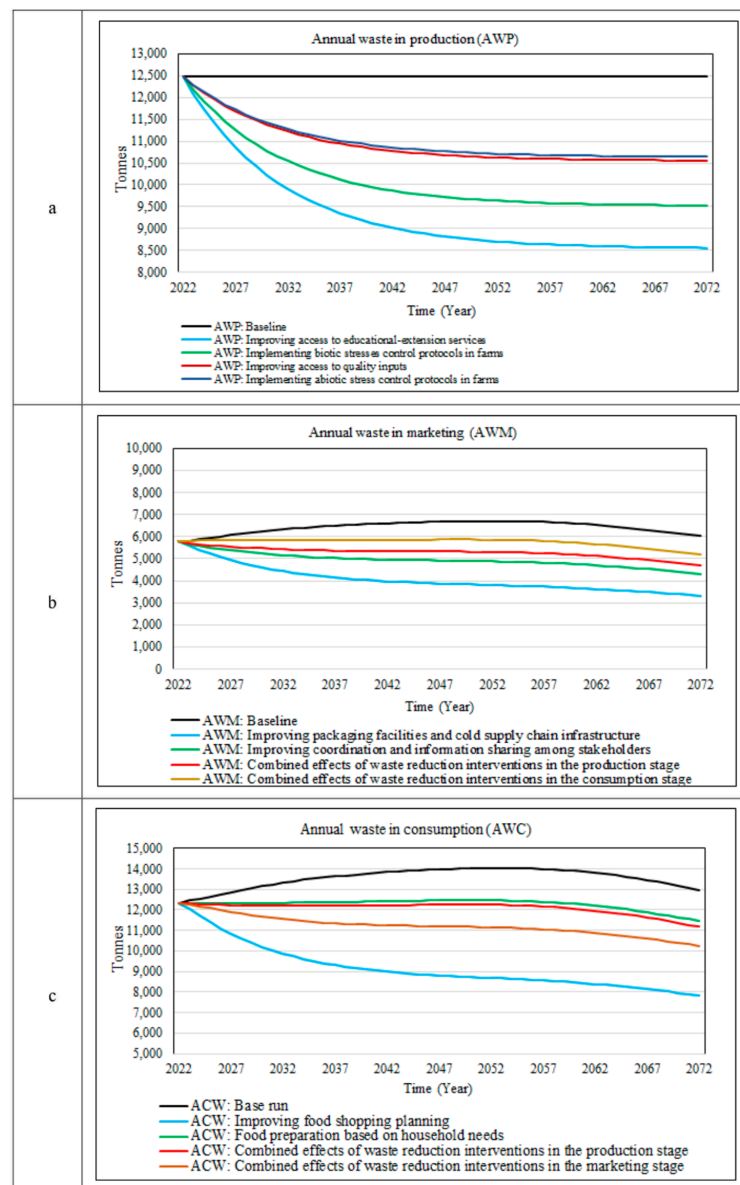 a
Annual waste in production (AWP)
13,000
12,500
12,000
11,500
11,000
10,500
10,000
9,500
9,000
8,500
8,000
Tonnes
2022 2027 2032 2037 2042 2047 2052 2057 2062 2067 2072
Time (Year)
AWP: Baseline
AWP: Improving access to educational-extension services
AWP: Implementing biotic stresses control protocols in farms
AWP: Improving access to quality inputs
AWP: Implementing abiotic stress control protocols in farms
b
Annual waste in marketing (AWM)
10,000
9,000
8,000
7,000
6,000
5,000
4,000
3,000
2,000
1,000
0
Tonnes
2022 2027 2032 2037 2042 2047 2052 2057 2062 2067 2072
Time (Year)
AWM: Baseline
AWM: Improving packaging facilities and cold supply chain infrastructure
AWM: Improving coordination and information sharing among stakeholders
AWM: Combined effects of waste reduction interventions in the production stage
AWM: Combined effects of waste reduction interventions in the consumption stage
c
Annual waste in consumption (AWC)
15,000
14,000
13,000
12,000
11,000
10,000
9,000
8,000
7,000
6,000
5,000
Tonnes
2022 2027 2032 2037 2042 2047 2052 2057 2062 2067 2072
Time (Year)
ACW: Base run
ACW: Improving food shopping planning
ACW: Food preparation based on household needs
ACW: Combined effects of waste reduction interventions in the production stage
ACW: Combined effects of waste reduction interventions in the marketing stage